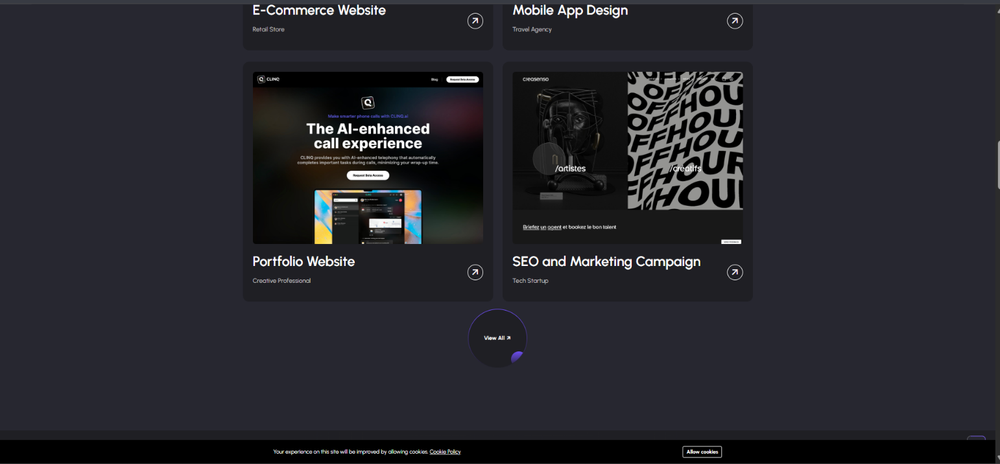 E-Commerce Website
Retail Store
Mobile App Design
Travel Agency
CLINQ
Blog
Request Beta Access
Make smarter phone calls with CLINQ.ai
The AI-enhanced
call experience
CLINQ provides you with AI-enhanced telephony that automatically
completes important tasks during calls, minimizing your wrap-up time.
Request Beta Access
creasenso
OFFHOUR
/artistes
/créatifs
Briefez un agent et bookez le bon talent
Portfolio Website
Creative Professional
SEO and Marketing Campaign
Tech Startup
View All
Your experience on this site will be improved by allowing cookies. Cookie Policy
Allow cookies